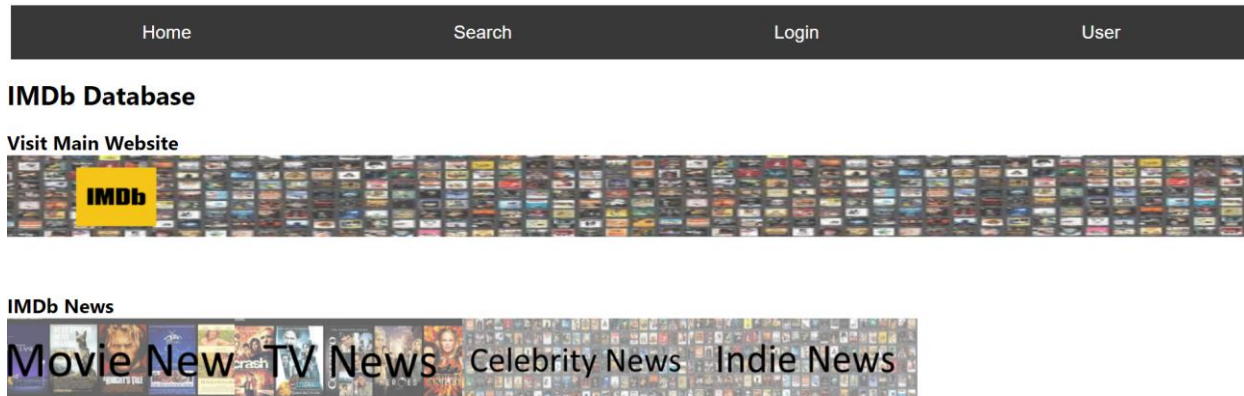 Home Search Login User
IMDb Database
Visit Main Website
IMDb
IMDb News
Movie New TV News Celebrity News Indie News